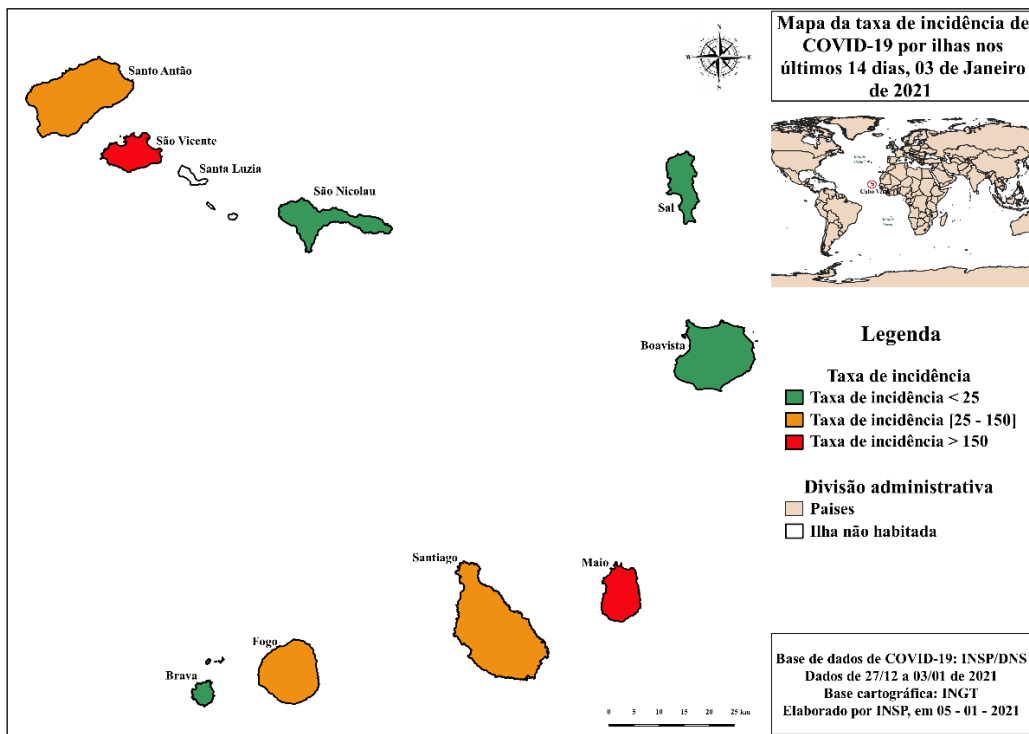 Mapa da taxa de incidência de
COVID-19 por ilhas nos
últimos 14 dias, 03 de Janeiro
de 2021
N
W
E
S
Santo Antão
São Vicente
Santa Luzia
São Nicolau
Sal
Boavista
Santiago
Maio
Fogo
Brava
Legenda
Taxa de incidência
Taxa de incidência < 25
Taxa de incidência [25 - 150]
Taxa de incidência > 150
Divisão administrativa
Paises
Ilha não habitada
0 5 10 15 20 25 km
Base de dados de COVID-19: INSP/DNS
Dados de 27/12 a 03/01 de 2021
Base cartográfica: INGT
Elaborado por INSP, em 05 - 01 - 2021